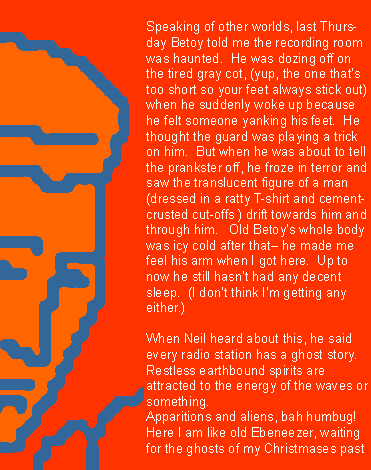 Speaking of other worlds, last Thurs-
day Betoy told me the recording room
was haunted.  He was dozing off on
the tired gray cot, (yup, the one that's
too short so your feet always stick out)
when he suddenly woke up because
he felt someone yanking his feet.  He
thought the guard was playing a trick
on him.  But when he was about to tell
the prankster off, he froze in terror and
saw the translucent figure of a man
(dressed in a ratty T-shirt and cement-
crusted cut-offs ) drift towards him and
through him.   Old Betoy's whole body
was icy cold after that– he made me
feel his arm when I got here.  Up to
now he still hasn't had any decent
sleep.  (I don't think I'm getting any
either.)

When Neil heard about this, he said
every radio station has a ghost story.
Restless earthbound spirits are
attracted to the energy of the waves or
something.
Apparitions and aliens, bah humbug!
Here I am like old Ebeneezer, waiting
for the ghosts of my Christmases past